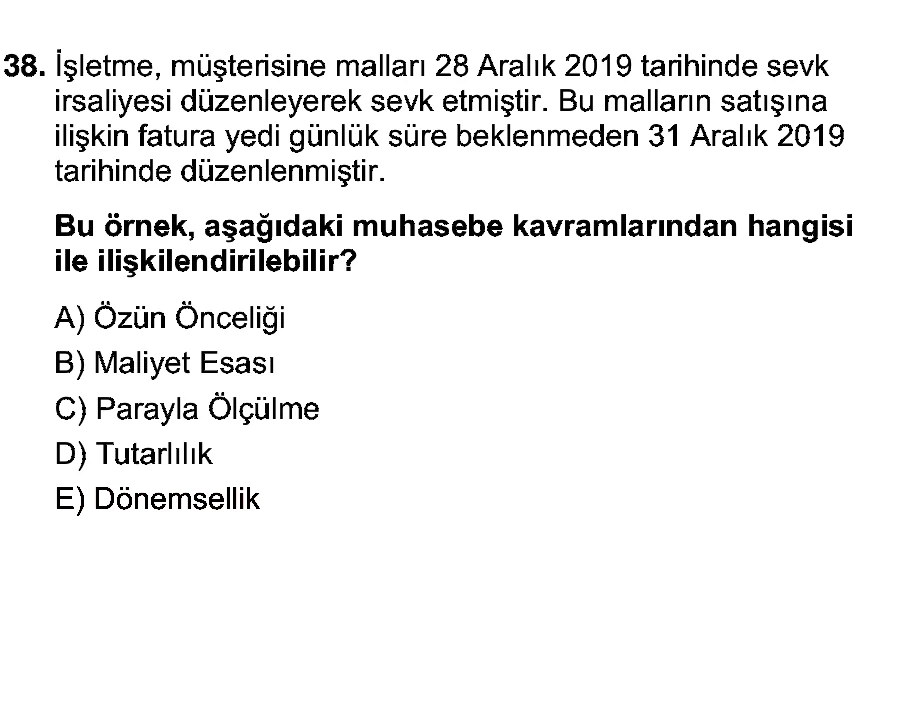 38. İşletme, müşterisine malları 28 Aralık 2019 tarihinde sevk
irsaliyesi düzenleyerek sevk etmiştir. Bu malların satışına
ilişkin fatura yedi günlük süre beklenmeden 31 Aralık 2019
tarihinde düzenlenmiştir.
Bu örnek, aşağıdaki muhasebe kavramlarından hangisi
ile ilişkilendirilebilir?
A) Özün Önceliği
B) Maliyet Esası
C) Parayla Ölçülme
D) Tutarlılık
E) Dönemsellik